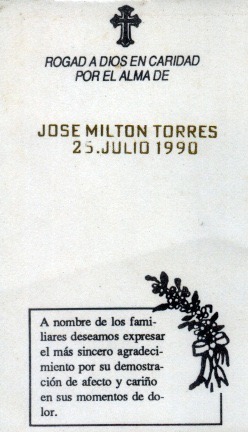 ROGAD A DIOS EN CARIDAD
POR EL ALMA DE
JOSE MILTON TORRES
25.JULIO 1990
A nombre de los fami-
liares deseamos expresar
el más sincero agradeci-
miento por su demostra-
ción de afecto y cariño
en sus momentos de do-
lor.